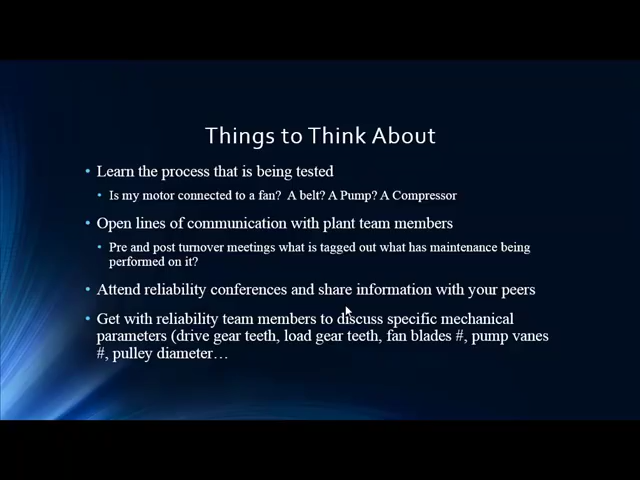 Things to Think About
• Learn the process that is being tested
• Is my motor connected to a fan? A belt? A Pump? A Compressor
• Open lines of communication with plant team members
• Pre and post turnover meetings what is tagged out what has maintenance being
performed on it?
• Attend reliability conferences and share information with your peers
• Get with reliability team members to discuss specific mechanical
parameters (drive gear teeth, load gear teeth, fan blades #, pump vanes
#, pulley diameter…